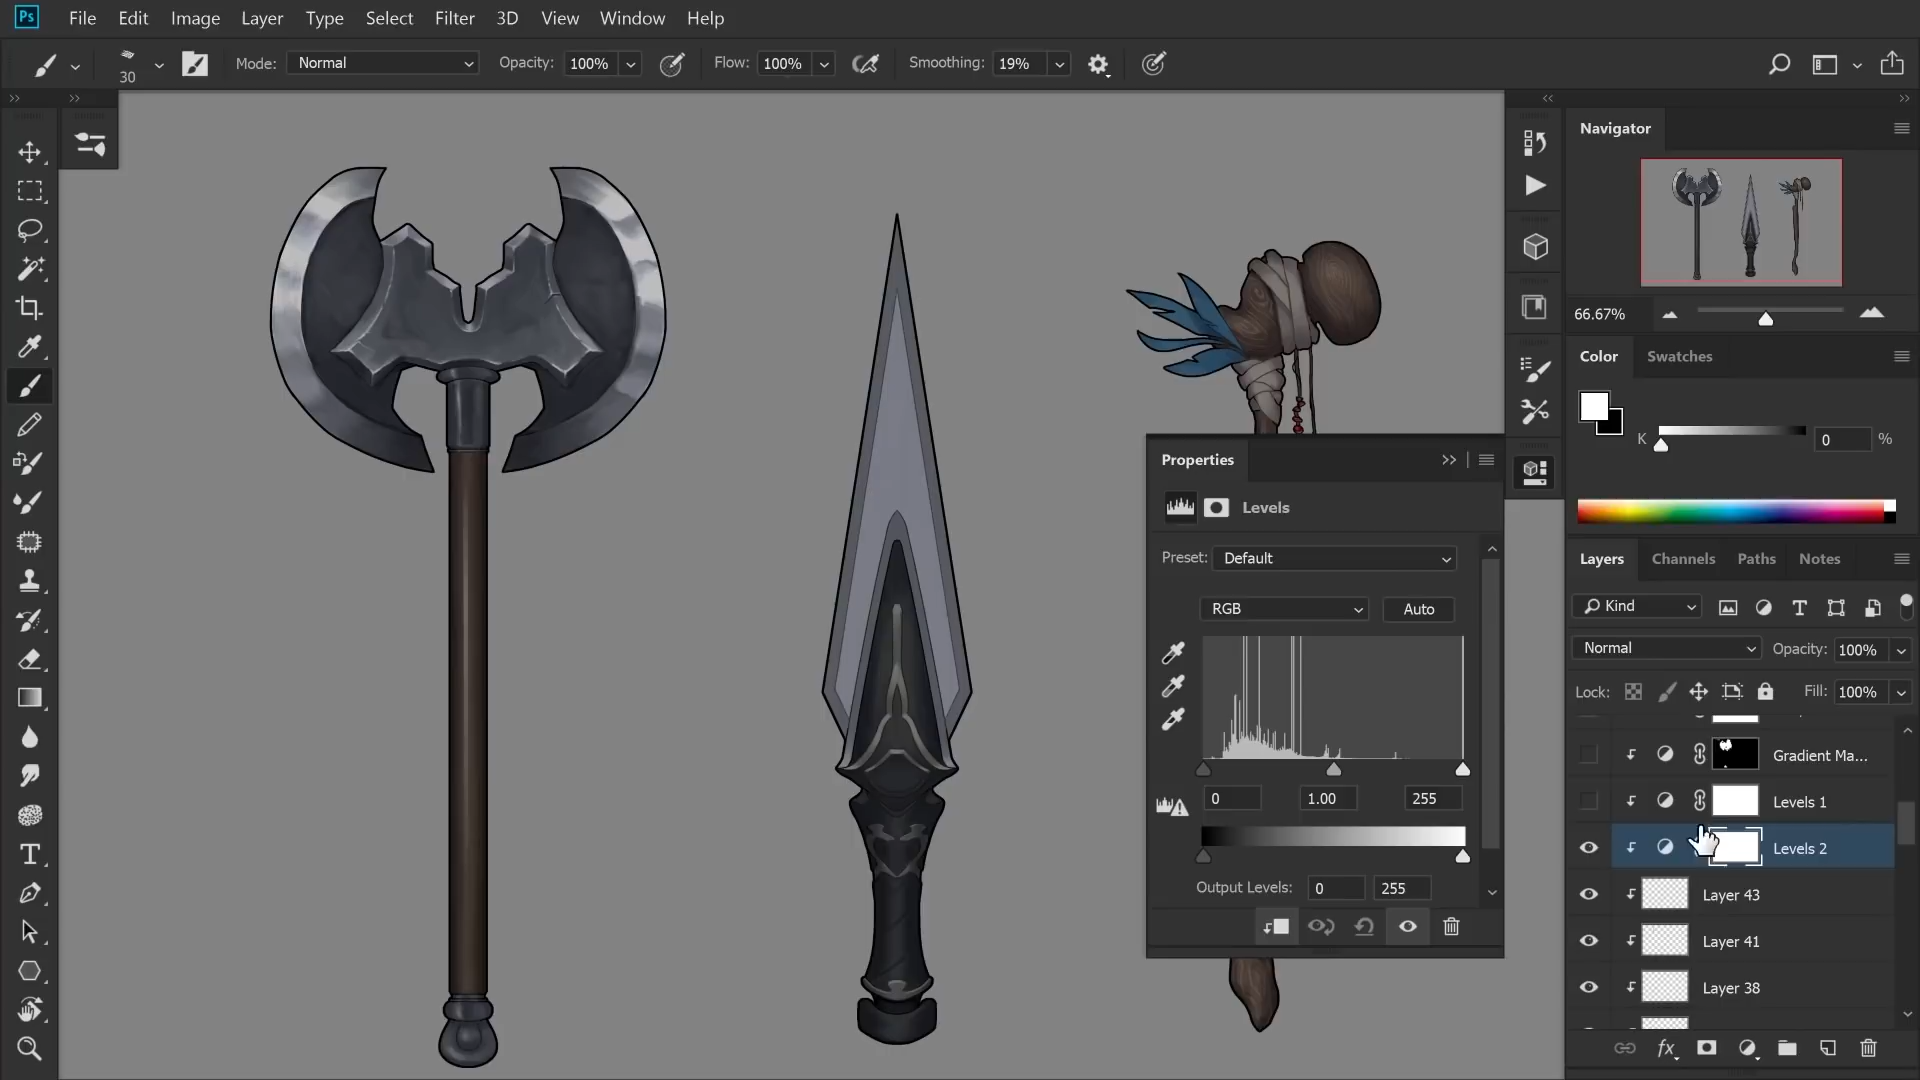 Ps File Edit Image Layer Type Select Filter 3D View Window Help
30 Mode: Normal Opacity: 100% Flow: 100% Smoothing: 19%
Navigator
66.67%
Color Swatches
K 0 %
Properties
Levels
Preset: Default
RGB Auto
0 1.00 255
Output Levels: 0 255
Layers Channels Paths Notes
Kind
Normal Opacity: 100%
Lock: Fill: 100%
Gradient Ma...
Levels 1
Levels 2
Layer 43
Layer 41
Layer 38